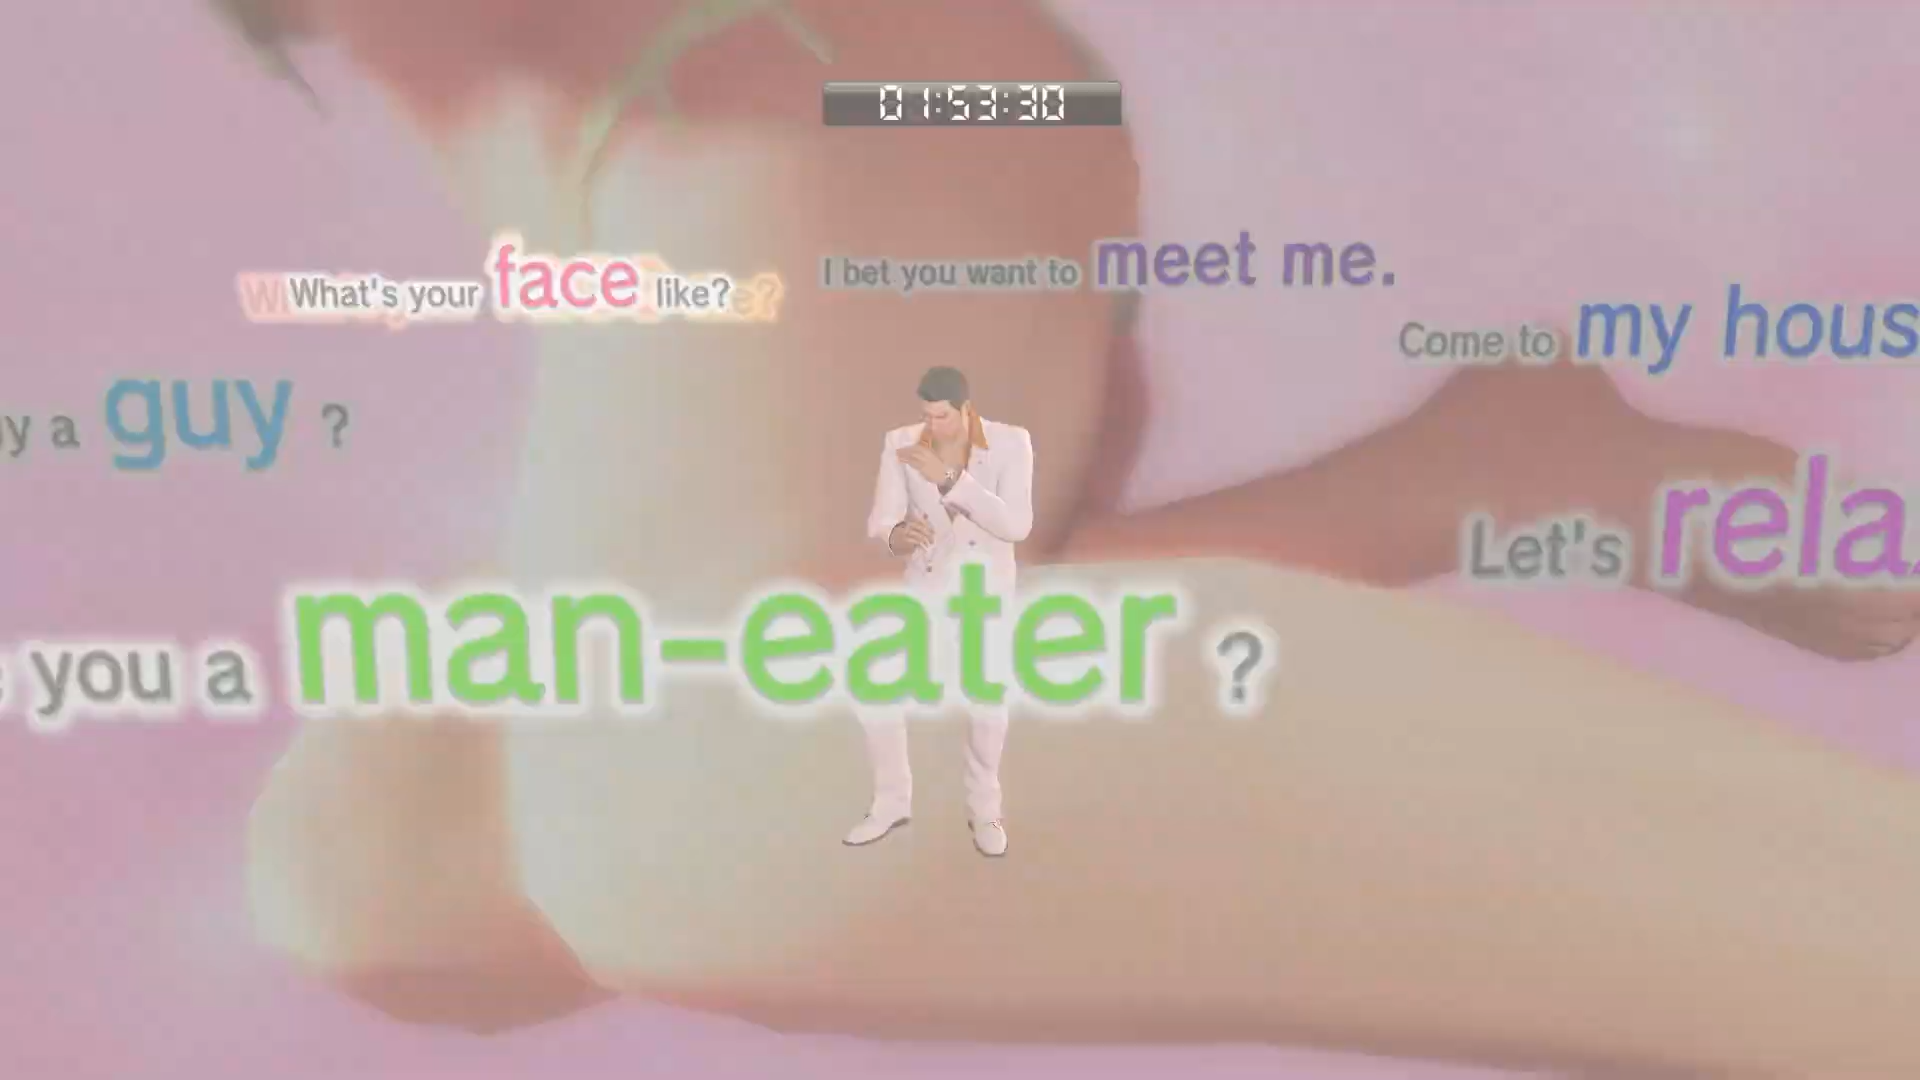 01:53:30
I bet you want to meet me.
What's your face like?
Come to my hous
y a guy ?
Let's rela
you a man-eater ?